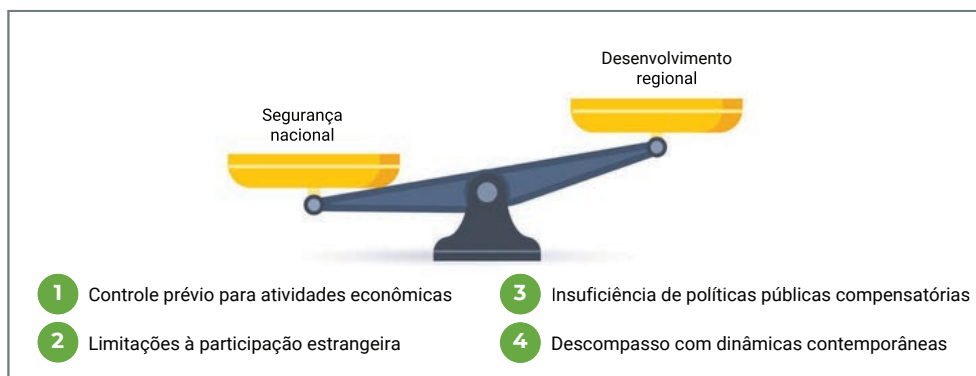 Desenvolvimento
regional
Segurança
nacional
1 Controle prévio para atividades econômicas
2 Limitações à participação estrangeira
3 Insuficiência de políticas públicas compensatórias
4 Descompasso com dinâmicas contemporâneas